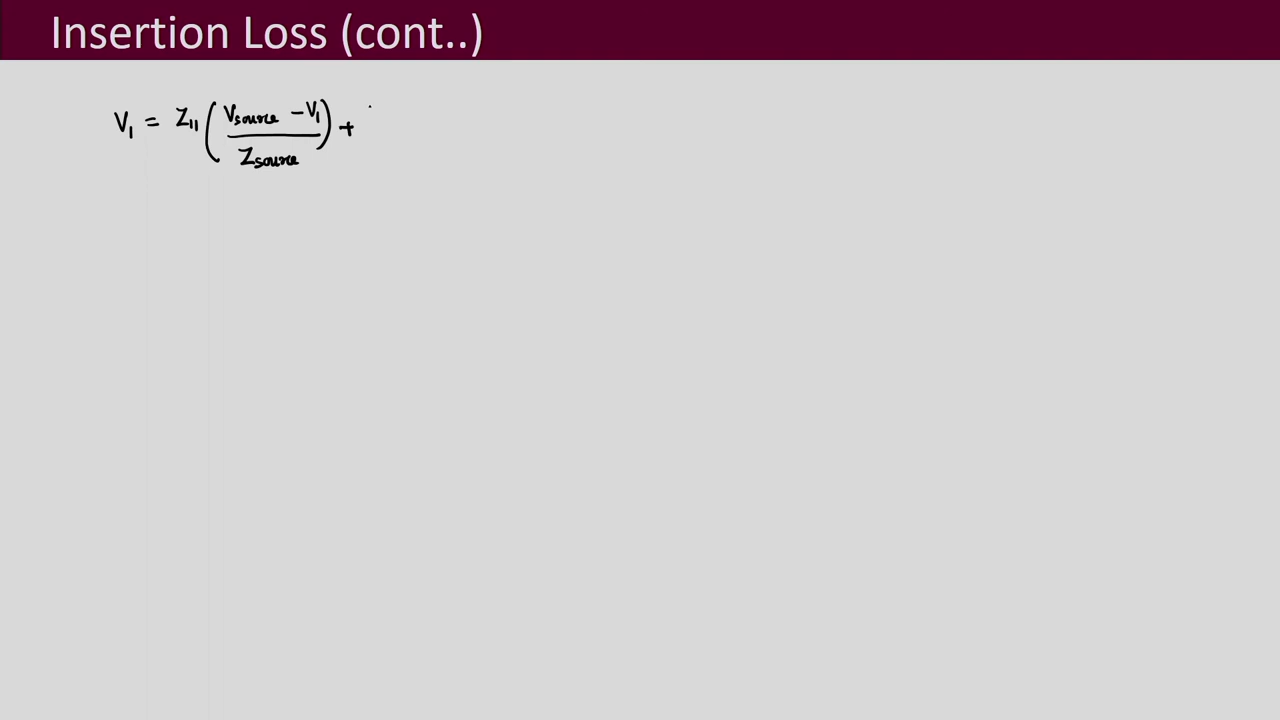 Insertion Loss (cont..)
V₁ = Z₁₁ ( (Vsource − V₁) / Zsource ) +